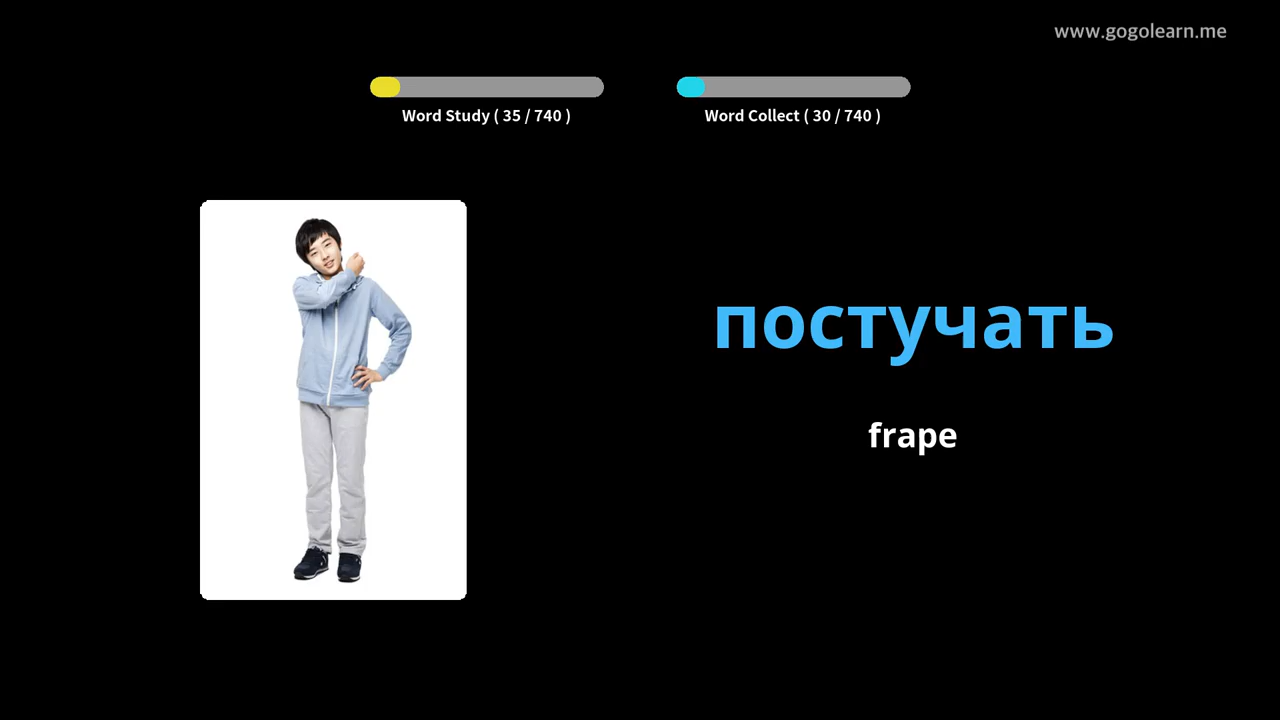 www.gogolearn.me
Word Study ( 35 / 740 )
Word Collect ( 30 / 740 )
постучать
frape